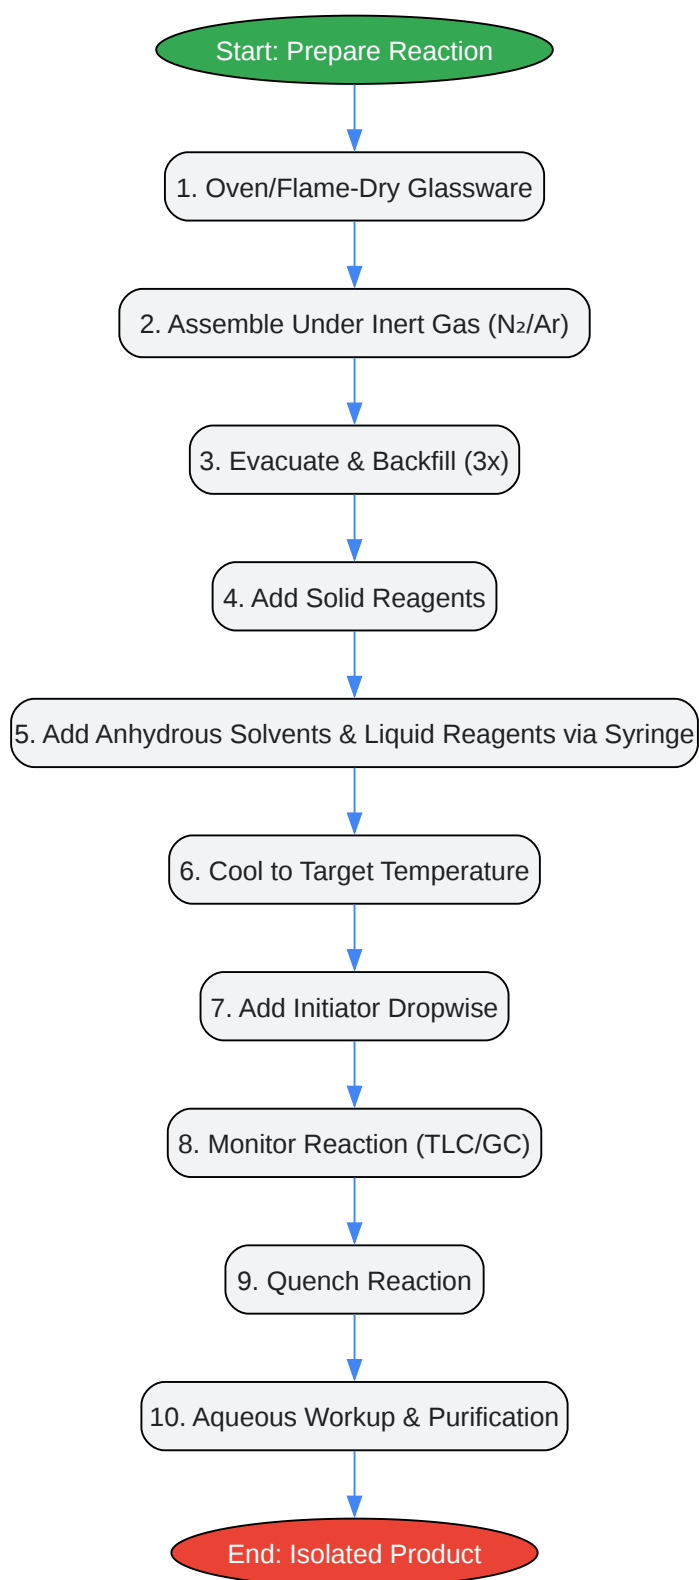 Start: Prepare Reaction
1. Oven/Flame-Dry Glassware
2. Assemble Under Inert Gas (N₂/Ar)
3. Evacuate & Backfill (3x)
4. Add Solid Reagents
5. Add Anhydrous Solvents & Liquid Reagents via Syringe
6. Cool to Target Temperature
7. Add Initiator Dropwise
8. Monitor Reaction (TLC/GC)
9. Quench Reaction
10. Aqueous Workup & Purification
End: Isolated Product